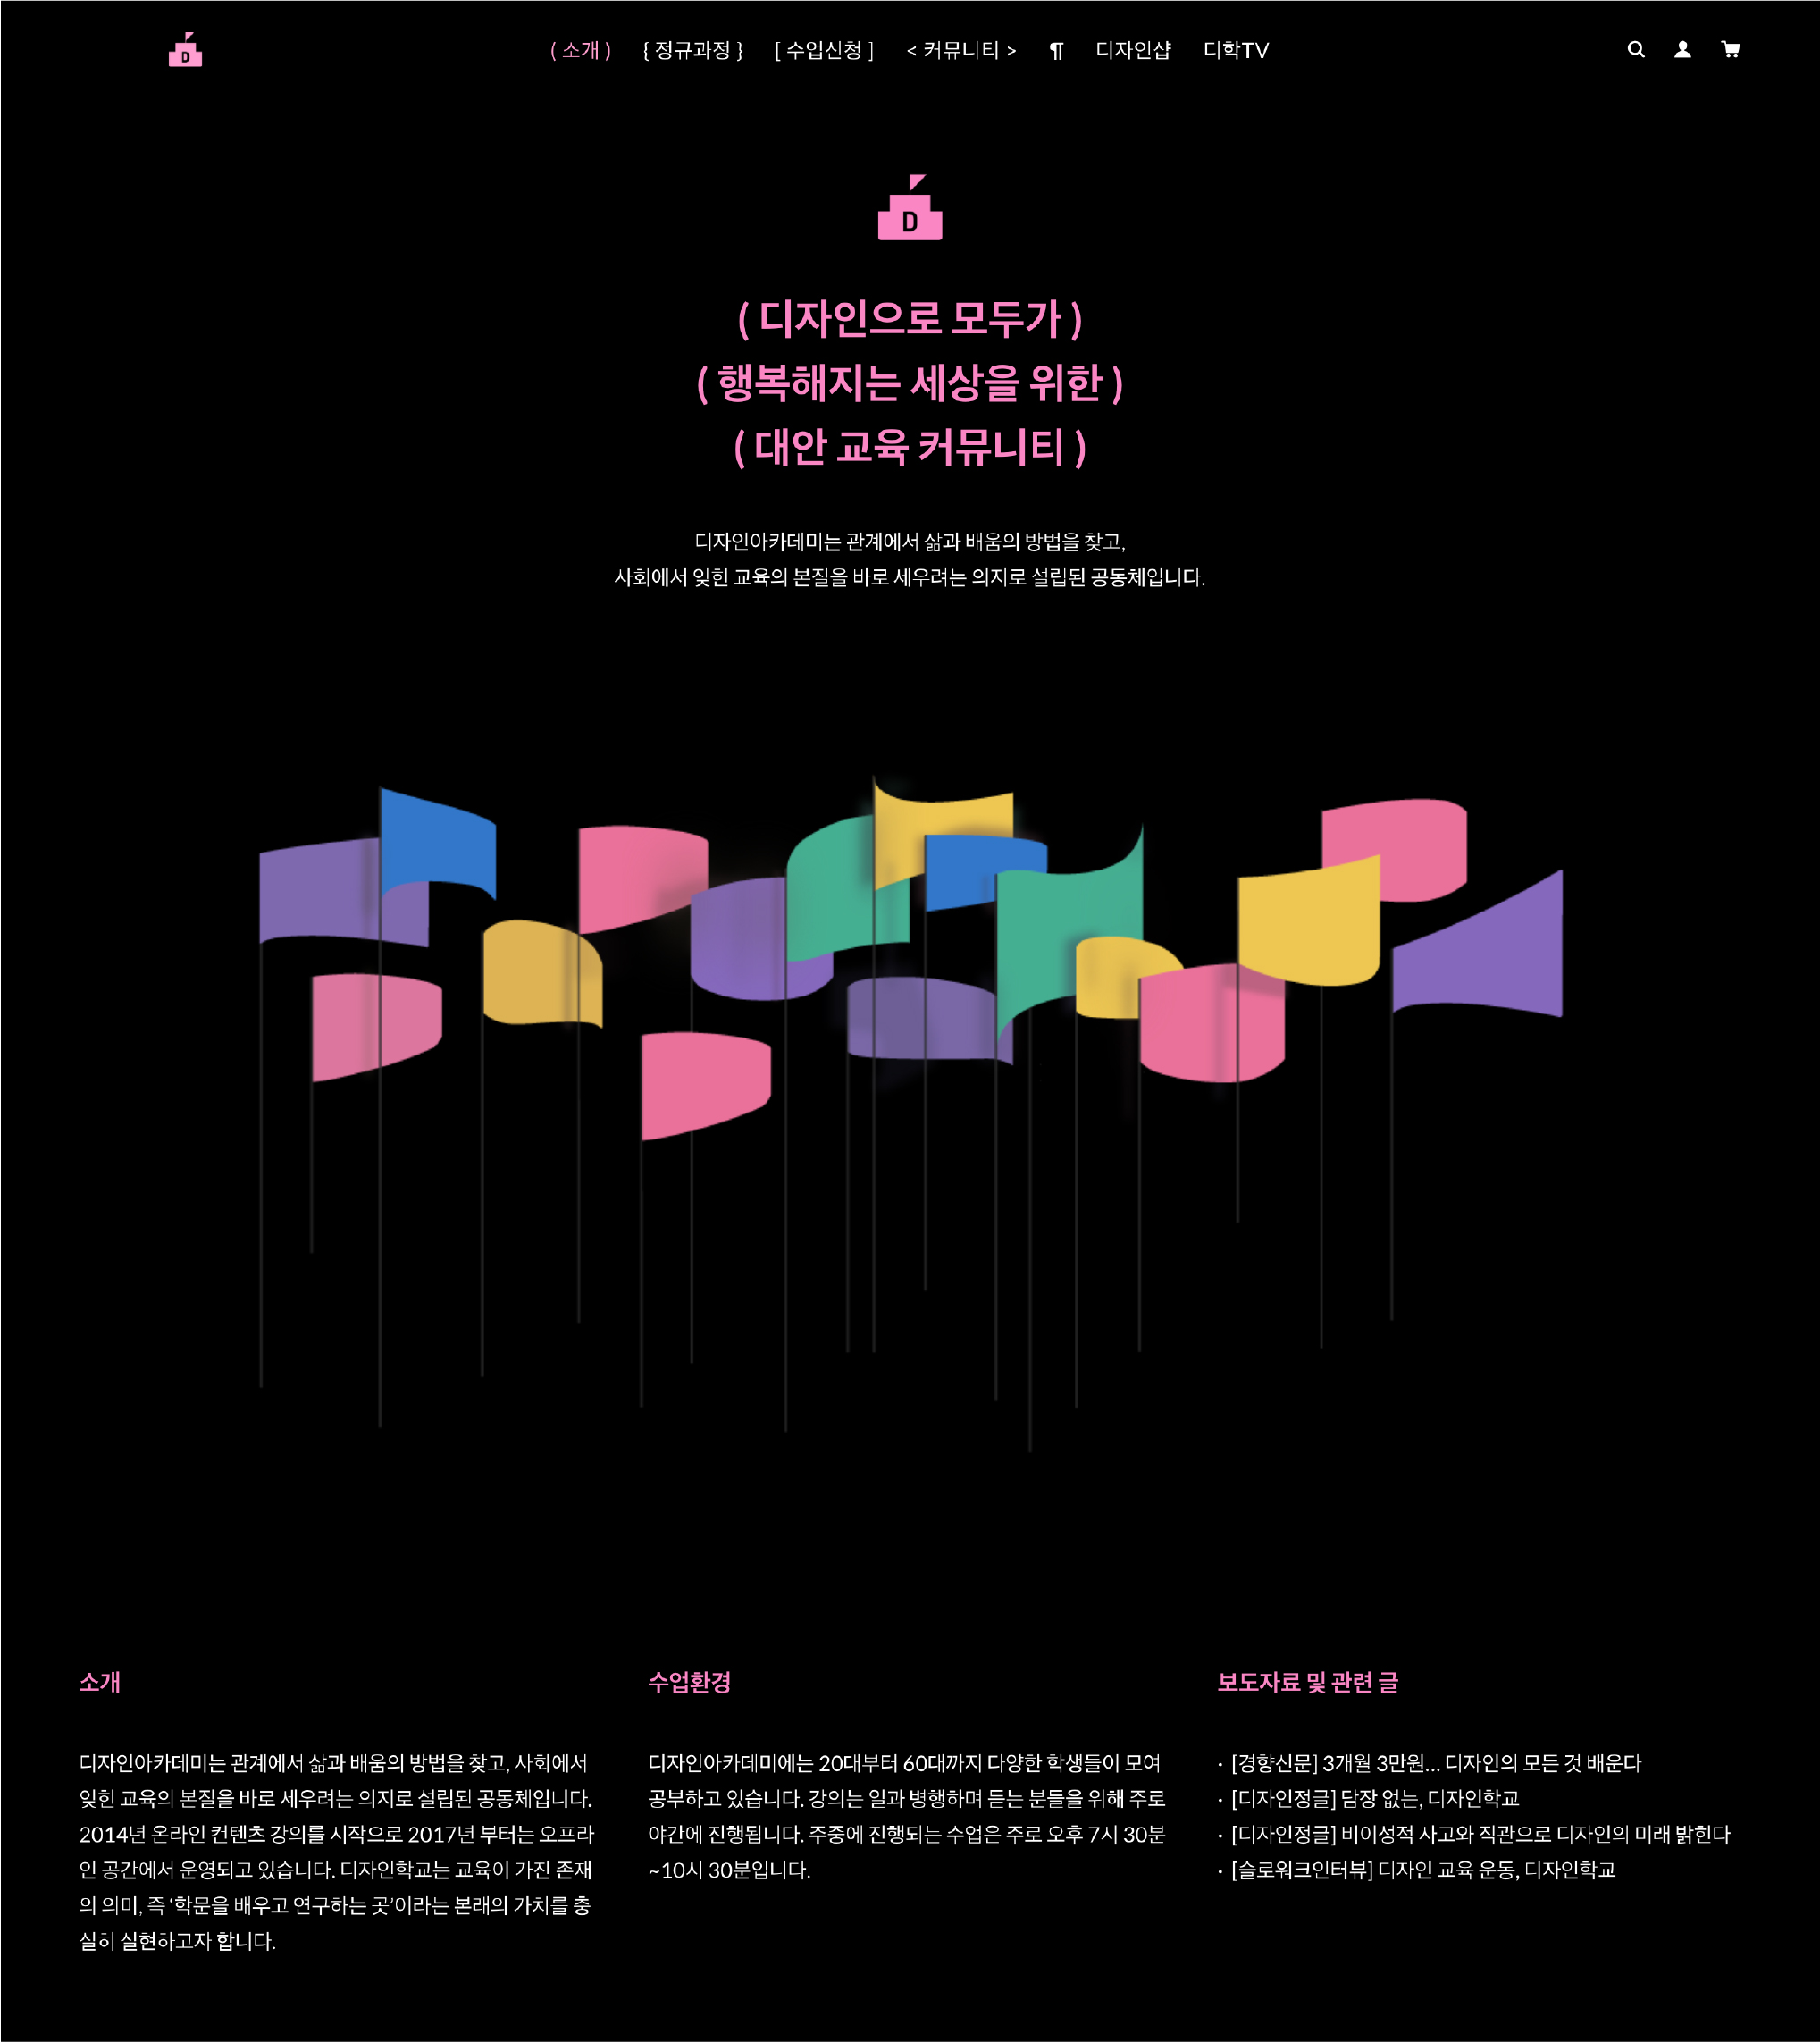 D
( 소개 ) { 정규과정 } [ 수업신청 ] < 커뮤니티 > ¶ 디자인샵 디학TV
D
( 디자인으로 모두가 )
( 행복해지는 세상을 위한 )
( 대안 교육 커뮤니티 )
디자인아카데미는 관계에서 삶과 배움의 방법을 찾고,
사회에서 잊힌 교육의 본질을 바로 세우려는 의지로 설립된 공동체입니다.
소개
디자인아카데미는 관계에서 삶과 배움의 방법을 찾고, 사회에서
잊힌 교육의 본질을 바로 세우려는 의지로 설립된 공동체입니다.
2014년 온라인 컨텐츠 강의를 시작으로 2017년 부터는 오프라
인 공간에서 운영되고 있습니다. 디자인학교는 교육이 가진 존재
의 의미, 즉 ‘학문을 배우고 연구하는 곳’이라는 본래의 가치를 충
실히 실현하고자 합니다.
수업환경
디자인아카데미에는 20대부터 60대까지 다양한 학생들이 모여
공부하고 있습니다. 강의는 일과 병행하며 듣는 분들을 위해 주로
야간에 진행됩니다. 주중에 진행되는 수업은 주로 오후 7시 30분
~10시 30분입니다.
보도자료 및 관련 글
· [경향신문] 3개월 3만원... 디자인의 모든 것 배운다
· [디자인정글] 담장 없는, 디자인학교
· [디자인정글] 비이성적 사고와 직관으로 디자인의 미래 밝힌다
· [슬로워크인터뷰] 디자인 교육 운동, 디자인학교